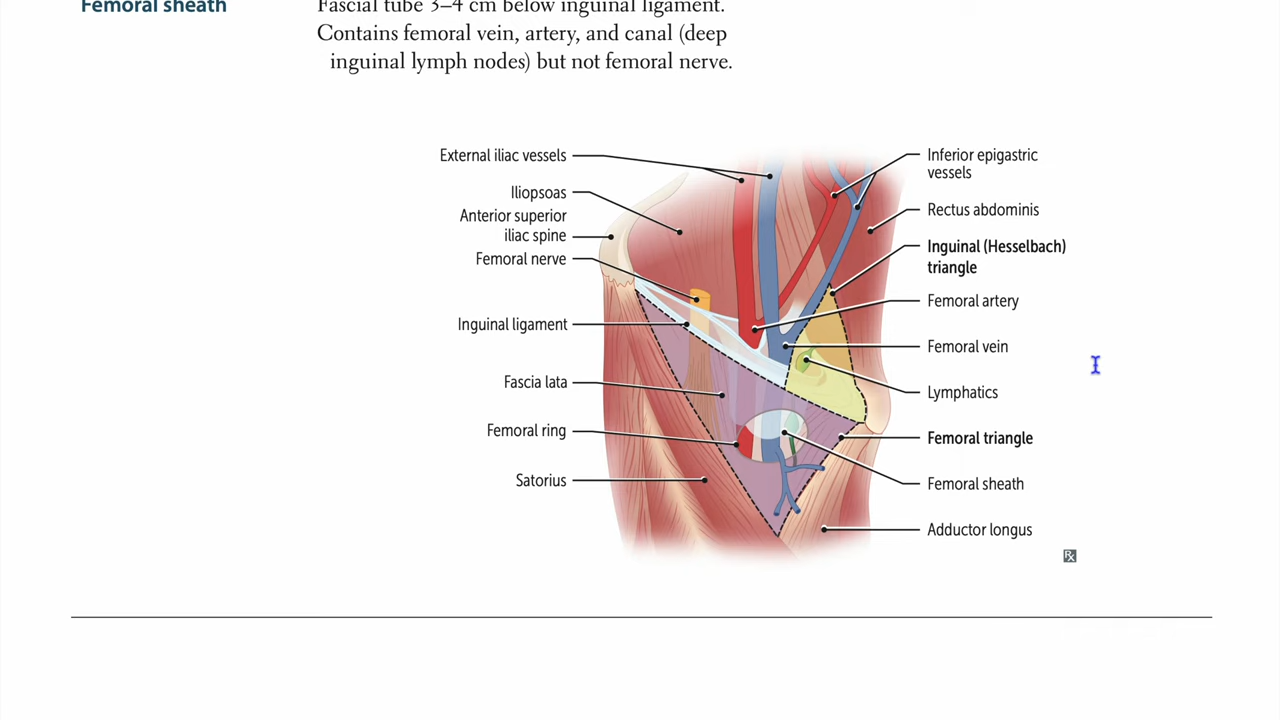 Femoral sheath
Fascial tube 3–4 cm below inguinal ligament.
Contains femoral vein, artery, and canal (deep
inguinal lymph nodes) but not femoral nerve.
External iliac vessels
Iliopsoas
Anterior superior
iliac spine
Femoral nerve
Inguinal ligament
Fascia lata
Femoral ring
Satorius
Inferior epigastric
vessels
Rectus abdominis
Inguinal (Hesselbach)
triangle
Femoral artery
Femoral vein
Lymphatics
Femoral triangle
Femoral sheath
Adductor longus
Rx